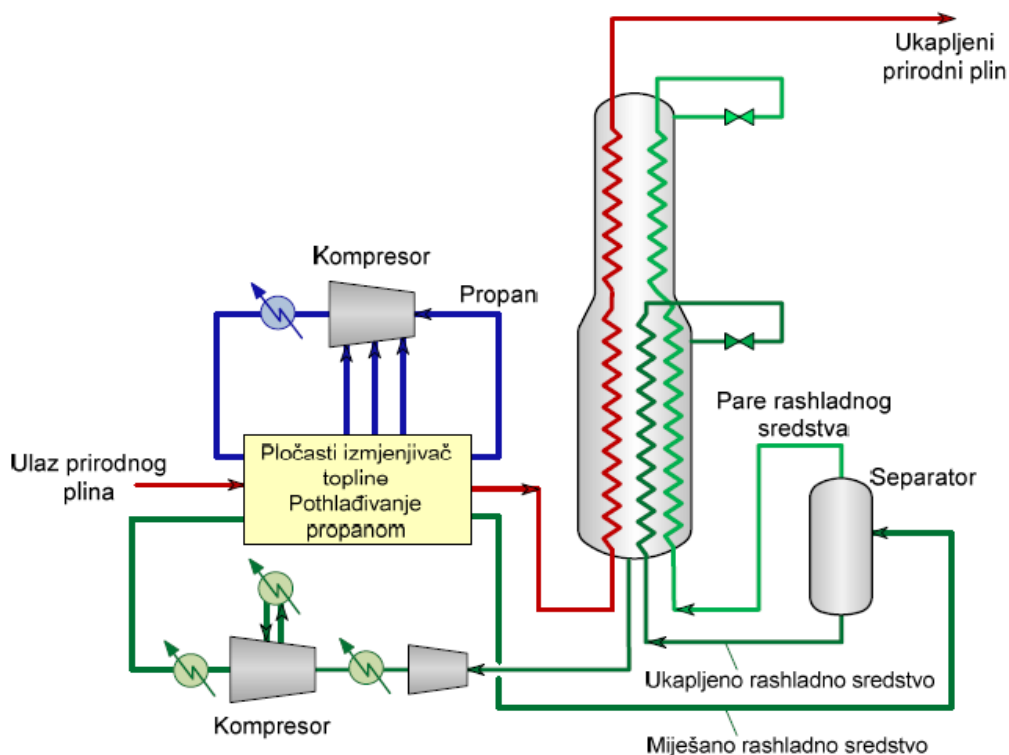 Ukapljeni
prirodni plin
Kompresor
Propan
Pare rashladnog
sredstva
Separator
Ulaz prirodnog
plina
Pločasti izmjenjivač
topline
Pothlađivanje
propanom
Ukapljeno rashladno sredstvo
Kompresor
Miješano rashladno sredstvo